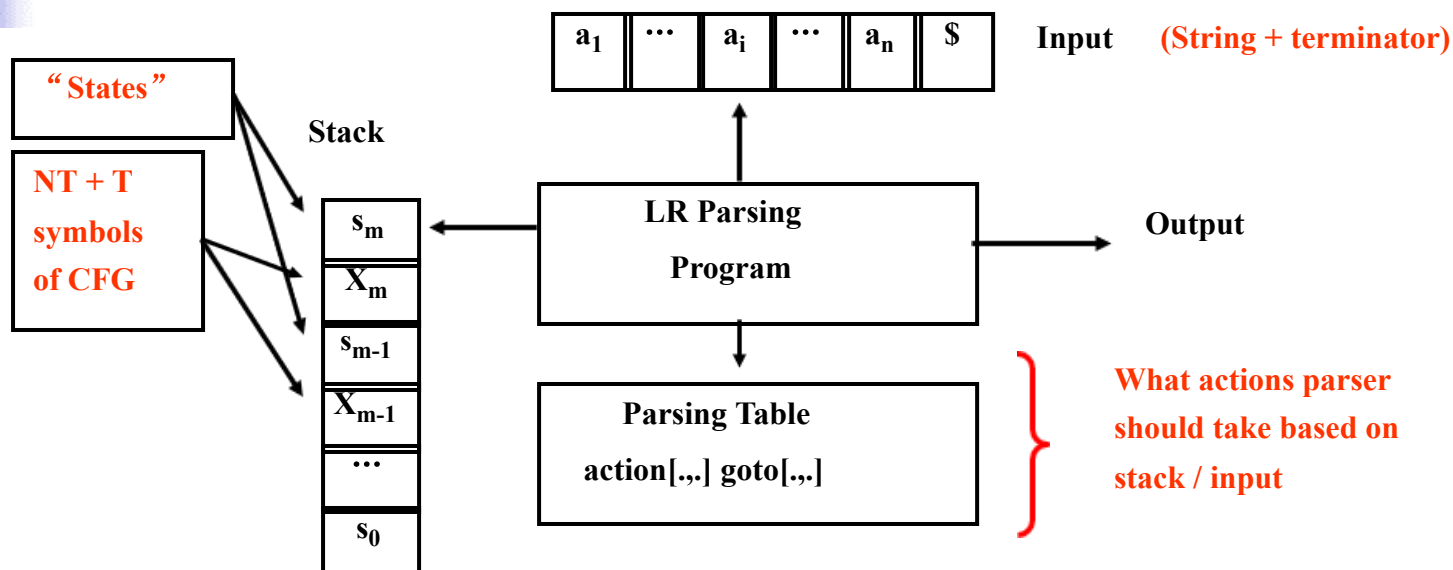 a₁ ... aᵢ ... aₙ $ Input (String + terminator)
“States”
Stack
NT + T
symbols
of CFG
sₘ
Xₘ
sₘ₋₁
Xₘ₋₁
...
s₀
LR Parsing
Program
Output
Parsing Table
action[.,.] goto[.,.]
What actions parser
should take based on
stack / input